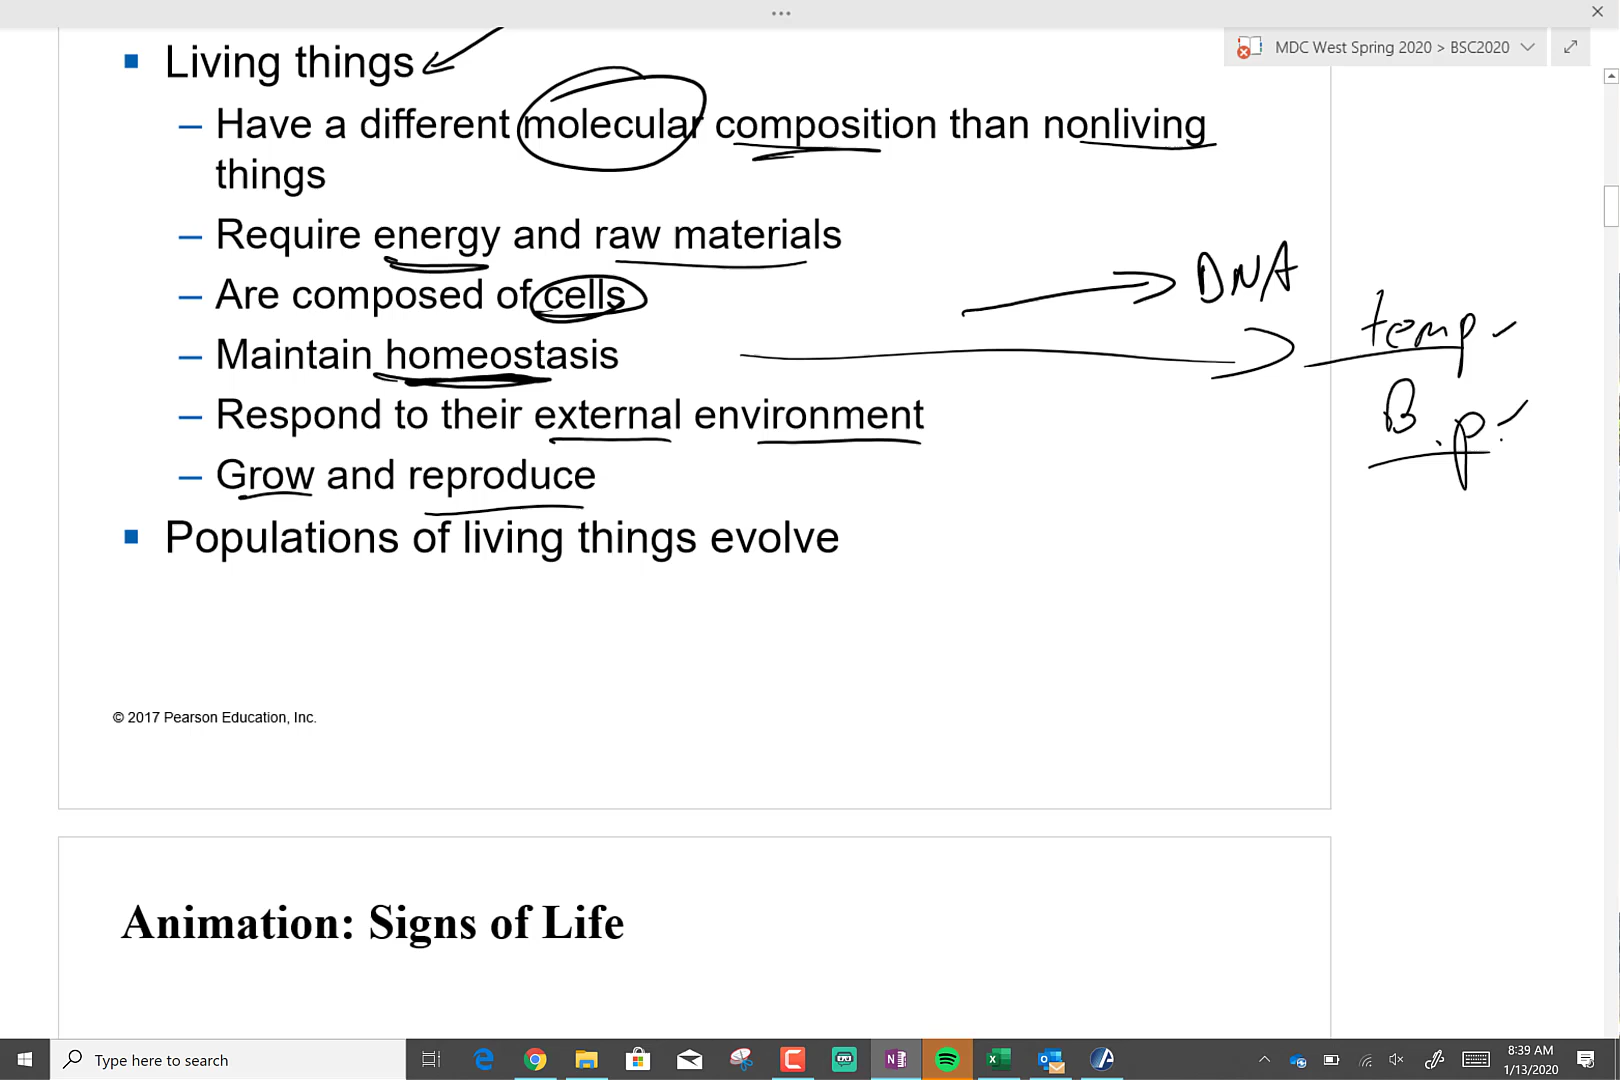 MDC West Spring 2020 > BSC2020
▪ Living things
– Have a different molecular composition than nonliving
things
– Require energy and raw materials
– Are composed of cells
DNA
temp
– Maintain homeostasis
B.p.
– Respond to their external environment
– Grow and reproduce
▪ Populations of living things evolve
© 2017 Pearson Education, Inc.
Animation: Signs of Life
Type here to search
8:39 AM
1/13/2020